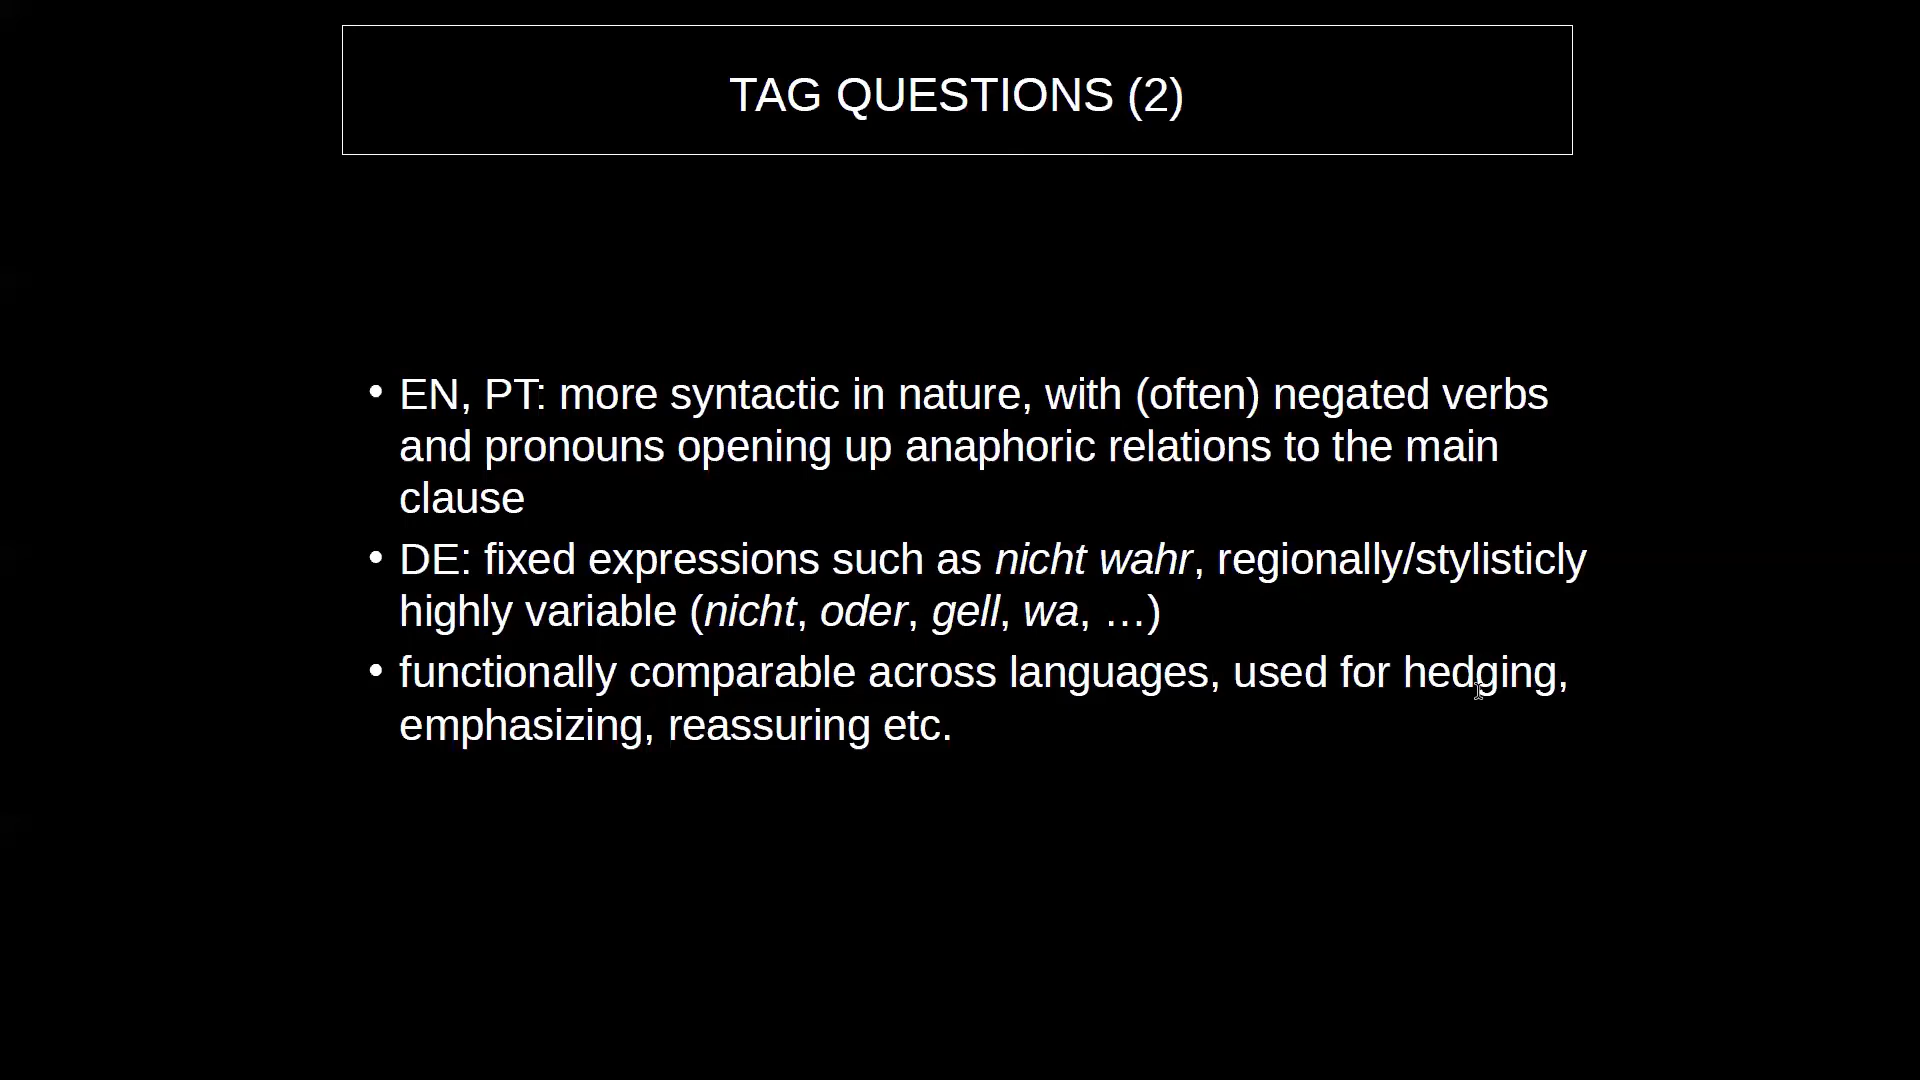 TAG QUESTIONS (2)
• EN, PT: more syntactic in nature, with (often) negated verbs
and pronouns opening up anaphoric relations to the main
clause
• DE: fixed expressions such as nicht wahr, regionally/stylisticly
highly variable (nicht, oder, gell, wa, …)
• functionally comparable across languages, used for hedging,
emphasizing, reassuring etc.